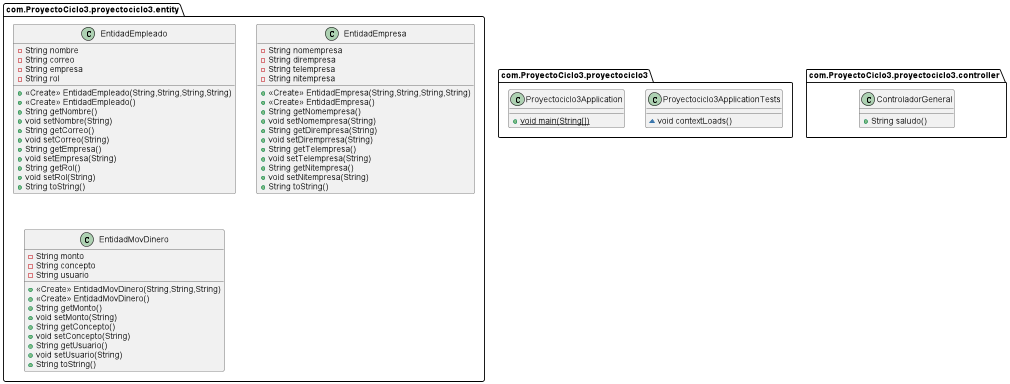 com.ProyectoCiclo3.proyectociclo3.entity
C EntidadEmpleado
String nombre
String correo
String empresa
String rol
«Create» EntidadEmpleado(String,String,String,String)
«Create» EntidadEmpleado()
String getNombre()
void setNombre(String)
String getCorreo()
void setCorreo(String)
String getEmpresa()
void setEmpresa(String)
String getRol()
void setRol(String)
String toString()
C EntidadEmpresa
String nomempresa
String dirempresa
String telempresa
String nitempresa
«Create» EntidadEmpresa(String,String,String,String)
«Create» EntidadEmpresa()
String getNomempresa()
void setNomempresa(String)
String getDirempresa(String)
void setDiremprresa(String)
String getTelempresa()
void setTelempresa(String)
String getNitempresa()
void setNitempresa(String)
String toString()
C EntidadMovDinero
String monto
String concepto
String usuario
«Create» EntidadMovDinero(String,String,String)
«Create» EntidadMovDinero()
String getMonto()
void setMonto(String)
String getConcepto()
void setConcepto(String)
String getUsuario()
void setUsuario(String)
String toString()
com.ProyectoCiclo3.proyectociclo3
C Proyectociclo3Application
void main(String[])
C Proyectociclo3ApplicationTests
void contextLoads()
com.ProyectoCiclo3.proyectociclo3.controller
C ControladorGeneral
String saludo()